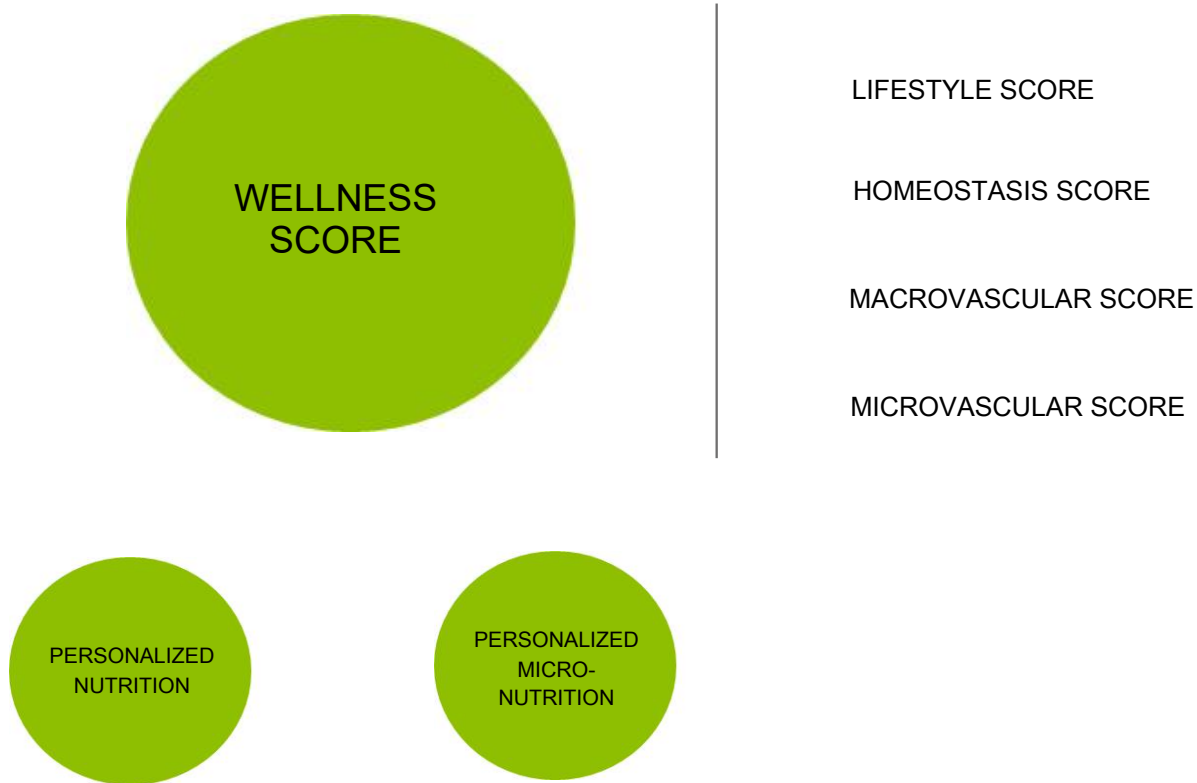 WELLNESS
SCORE
LIFESTYLE SCORE
HOMEOSTASIS SCORE
MACROVASCULAR SCORE
MICROVASCULAR SCORE
PERSONALIZED
NUTRITION
PERSONALIZED
MICRO-
NUTRITION